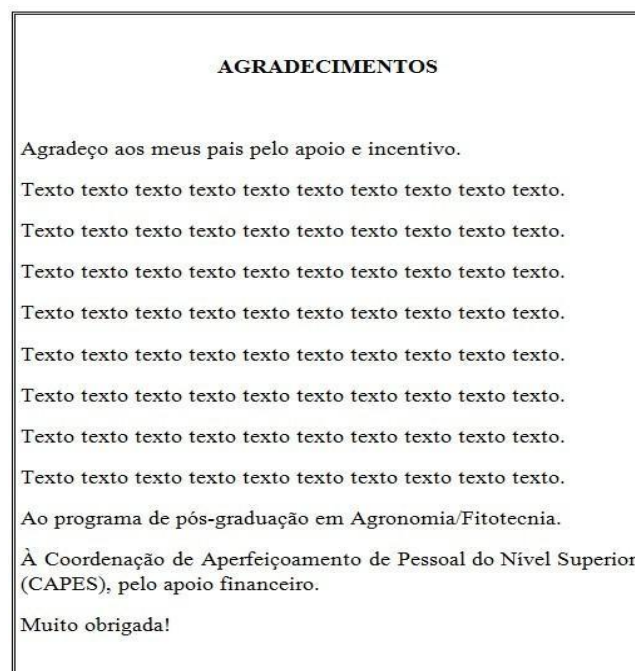 AGRADECIMENTOS
Agradeço aos meus pais pelo apoio e incentivo.
Texto texto texto texto texto texto texto texto texto texto.
Texto texto texto texto texto texto texto texto texto texto.
Texto texto texto texto texto texto texto texto texto texto.
Texto texto texto texto texto texto texto texto texto texto.
Texto texto texto texto texto texto texto texto texto texto.
Texto texto texto texto texto texto texto texto texto texto.
Texto texto texto texto texto texto texto texto texto texto.
Texto texto texto texto texto texto texto texto texto texto.
Ao programa de pós-graduação em Agronomia/Fitotecnia.
À Coordenação de Aperfeiçoamento de Pessoal do Nível Superior
(CAPES), pelo apoio financeiro.
Muito obrigada!